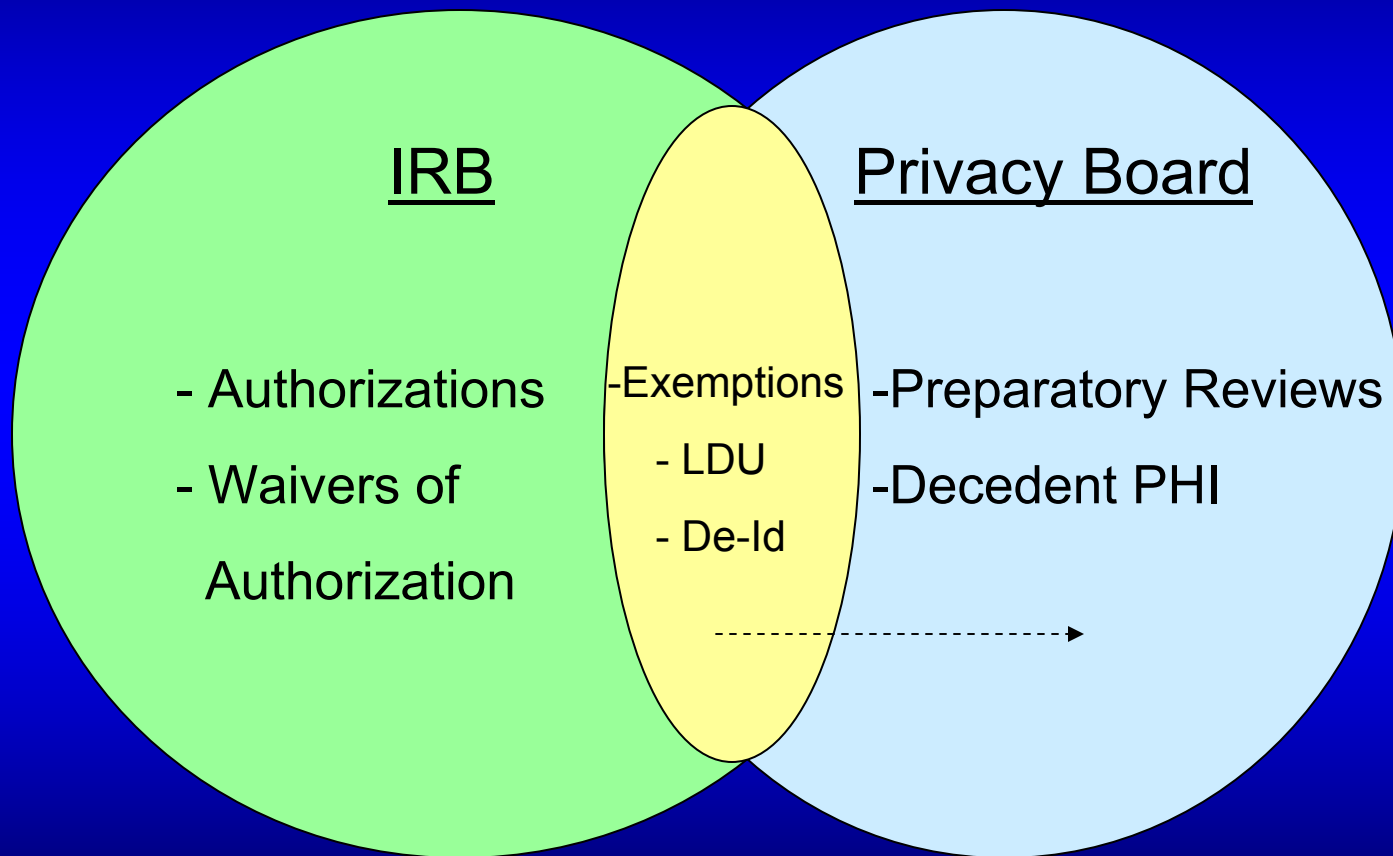 IRB
- Authorizations
- Waivers of
Authorization
-Exemptions
- LDU
- De-Id
Privacy Board
-Preparatory Reviews
-Decedent PHI